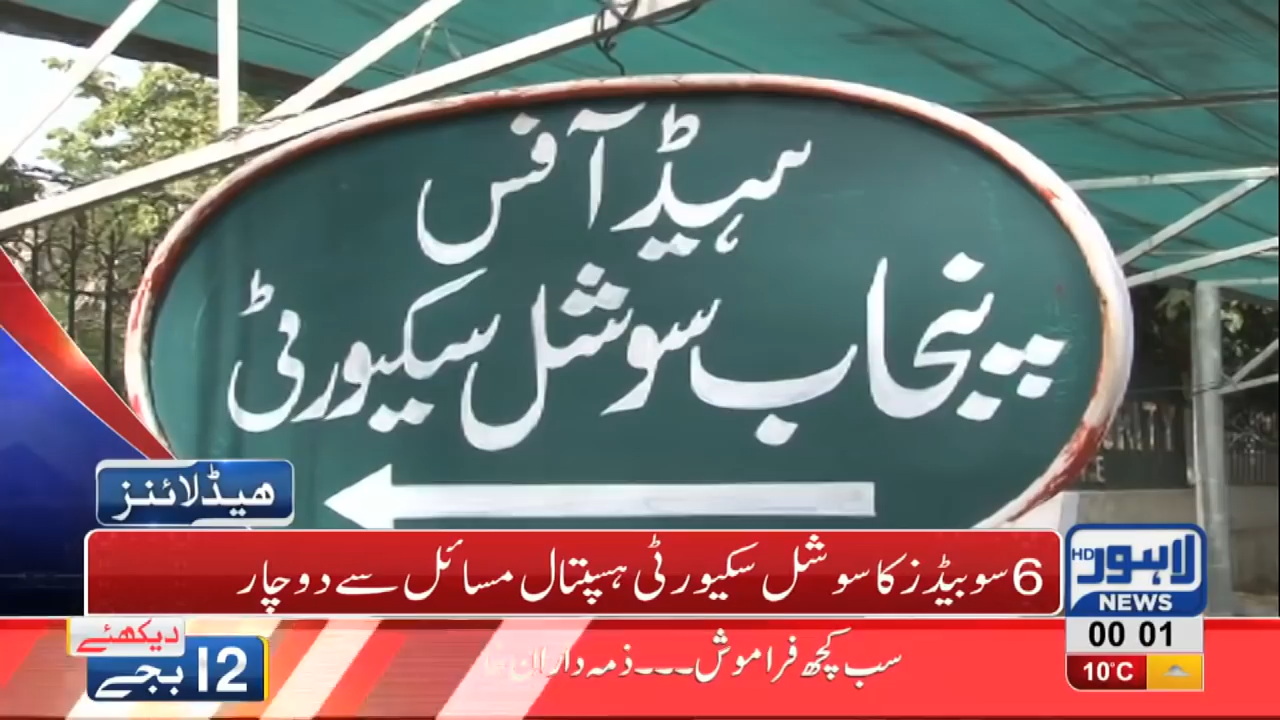 ہیڈ آفس
پنجاب سوشل سکیورٹی
ھیڈلائنز
6 سو بیڈز کا سوشل سکیورٹی ہسپتال مسائل سے دوچار
HD لاہور
NEWS
00 01
10°C
دیکھئے
12 بجے
سب کچھ فراموش۔۔۔ذمہ داران